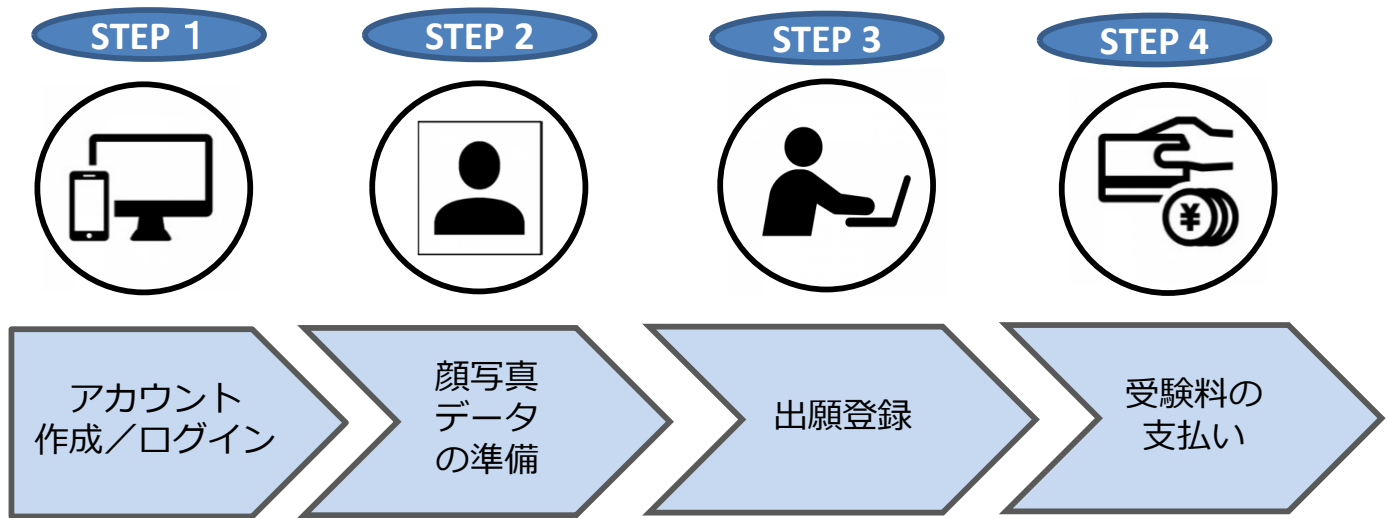 STEP 1
STEP 2
STEP 3
STEP 4
¥
アカウント
作成／ログイン
顔写真
データ
の準備
出願登録
受験料の
支払い